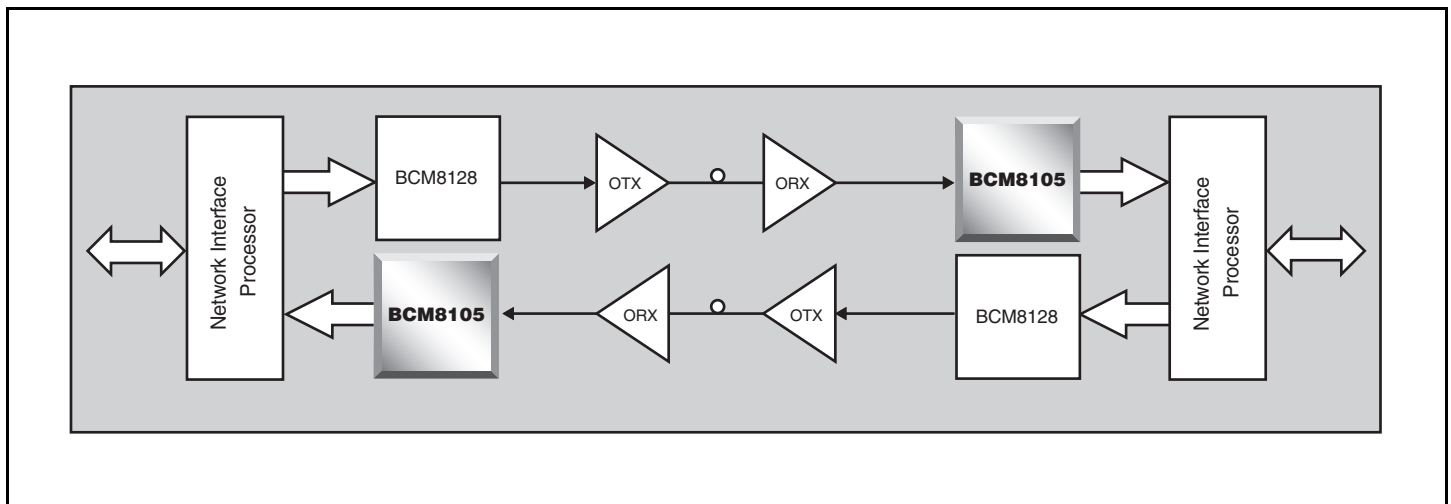 Network Interface
Processor
BCM8128
OTX
ORX
BCM8105
Network Interface
Processor
BCM8105
ORX
OTX
BCM8128